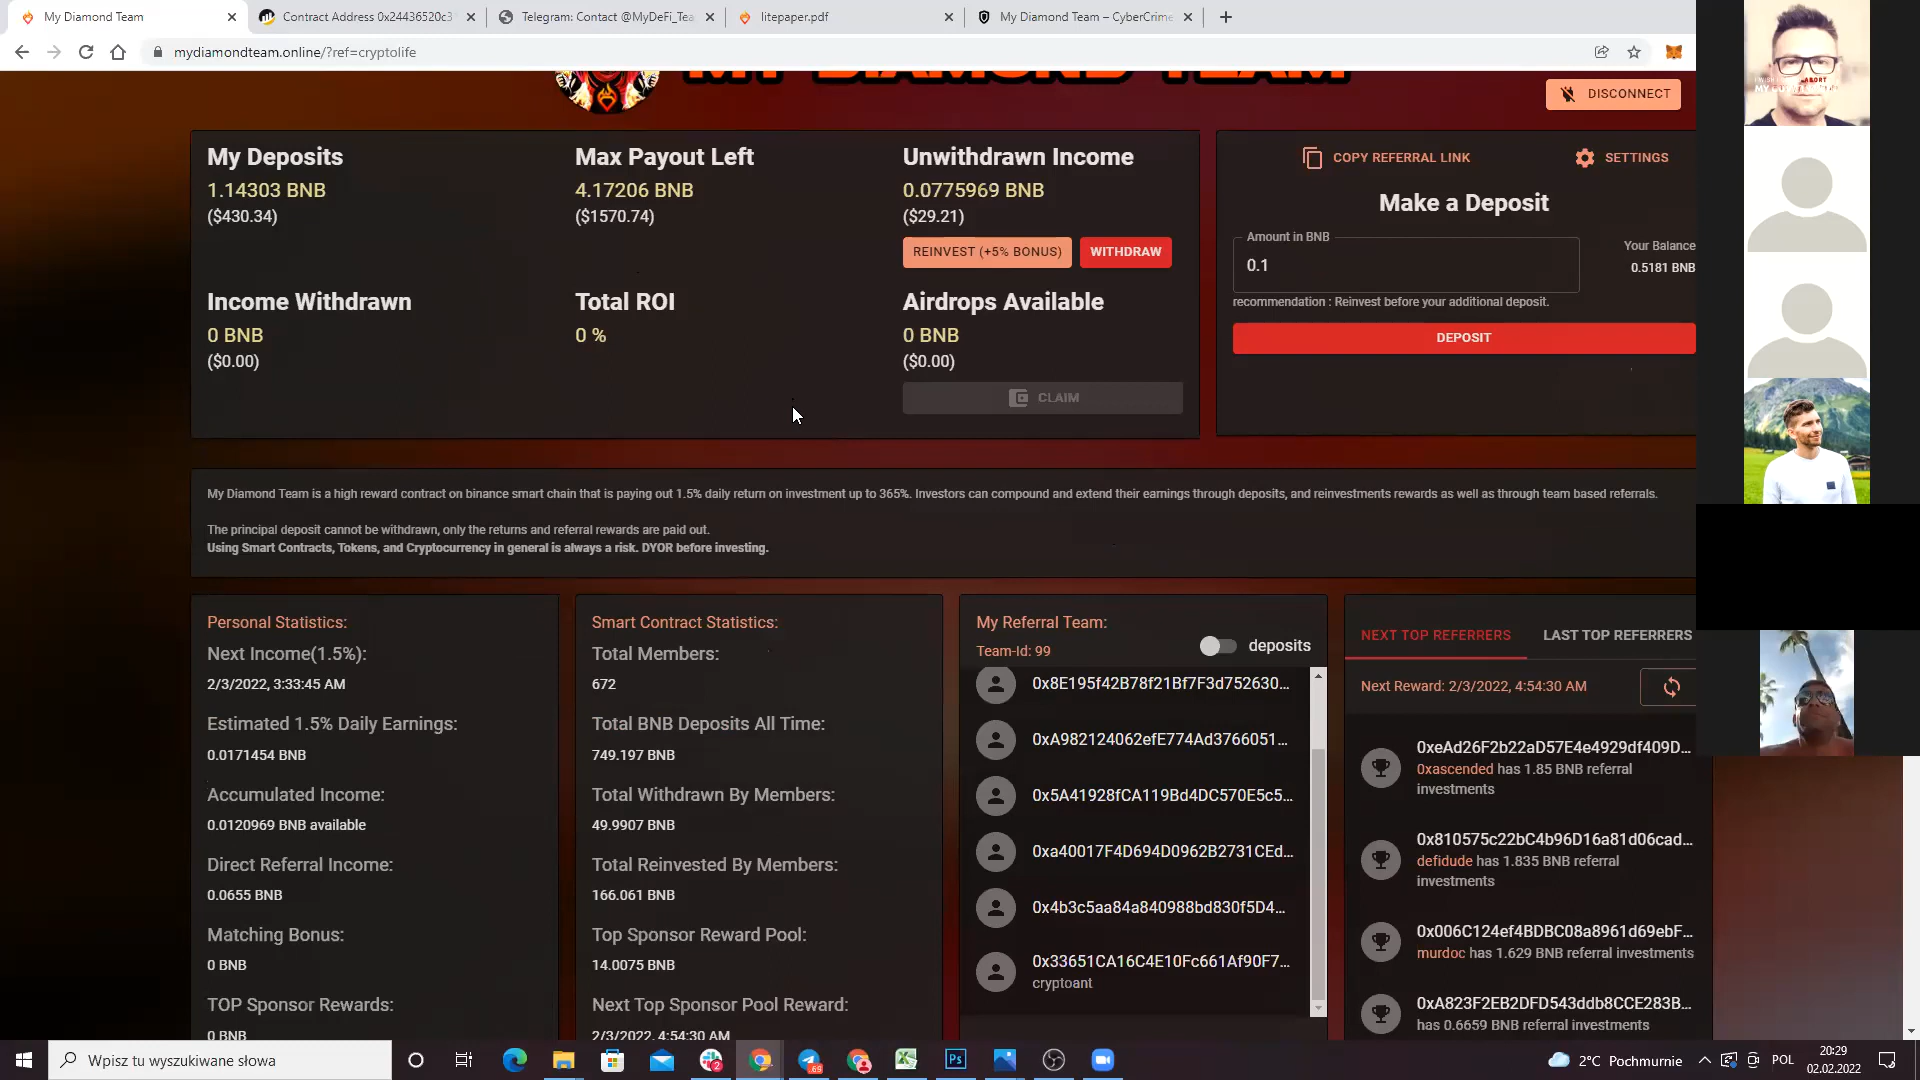 My Diamond Team
Contract Address 0x24436520c3
Telegram: Contact @MyDeFi_Tea
litepaper.pdf
My Diamond Team – CyberCrime
mydiamondteam.online/?ref=cryptolife
MY DIAMOND TEAM
DISCONNECT
My Deposits
1.14303 BNB
($430.34)
Max Payout Left
4.17206 BNB
($1570.74)
Unwithdrawn Income
0.0775969 BNB
($29.21)
REINVEST (+5% BONUS)
WITHDRAW
Income Withdrawn
0 BNB
($0.00)
Total ROI
0 %
Airdrops Available
0 BNB
($0.00)
CLAIM
COPY REFERRAL LINK
SETTINGS
Make a Deposit
Amount in BNB
0.1
Your Balance
0.5181 BNB
recommendation : Reinvest before your additional deposit.
DEPOSIT
My Diamond Team is a high reward contract on binance smart chain that is paying out 1.5% daily return on investment up to 365%. Investors can compound and extend their earnings through deposits, and reinvestments rewards as well as through team based referrals.
The principal deposit cannot be withdrawn, only the returns and referral rewards are paid out.
Using Smart Contracts, Tokens, and Cryptocurrency in general is always a risk. DYOR before investing.
Personal Statistics:
Next Income(1.5%):
2/3/2022, 3:33:45 AM
Estimated 1.5% Daily Earnings:
0.0171454 BNB
Accumulated Income:
0.0120969 BNB available
Direct Referral Income:
0.0655 BNB
Matching Bonus:
0 BNB
TOP Sponsor Rewards:
0 BNB
Smart Contract Statistics:
Total Members:
672
Total BNB Deposits All Time:
749.197 BNB
Total Withdrawn By Members:
49.9907 BNB
Total Reinvested By Members:
166.061 BNB
Top Sponsor Reward Pool:
14.0075 BNB
Next Top Sponsor Pool Reward:
2/3/2022, 4:54:30 AM
My Referral Team:
Team-Id: 99
deposits
0x8E195f42B78f21Bf7F3d752630...
0xA982124062efE774Ad3766051...
0x5A41928fCA119Bd4DC570E5c5...
0xa40017F4D694D0962B2731CEd...
0x4b3c5aa84a840988bd830f5D4...
0x33651CA16C4E10Fc661Af90F7...
cryptoant
NEXT TOP REFERRERS
LAST TOP REFERRERS
Next Reward: 2/3/2022, 4:54:30 AM
0xeAd26F2b22aD57E4e4929df409D...
0xascended has 1.85 BNB referral
investments
0x810575c22bC4b96D16a81d06cad...
defidude has 1.835 BNB referral
investments
0x006C124ef4BDBC08a8961d69ebF...
murdoc has 1.629 BNB referral investments
0xA823F2EB2DFD543ddb8CCE283B...
has 0.6659 BNB referral investments
Wpisz tu wyszukiwane słowa
2°C Pochmurnie
POL
20:29
02.02.2022